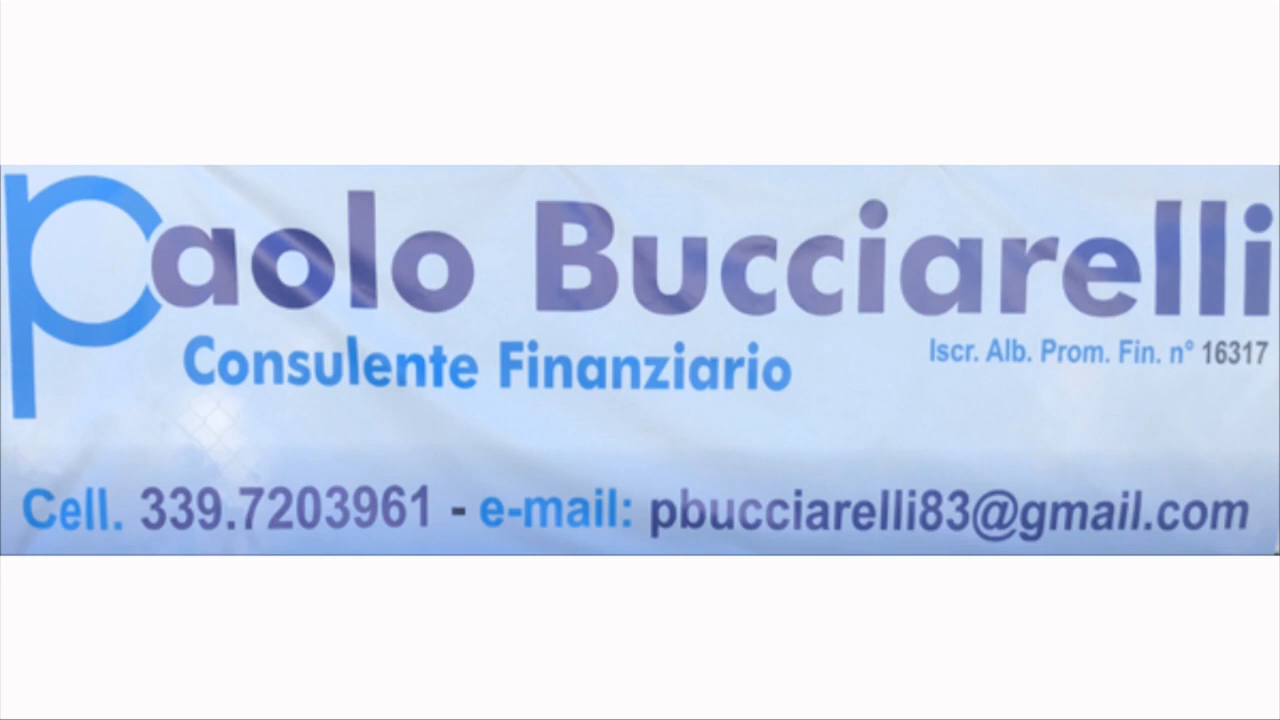 Paolo Bucciarelli
Consulente Finanziario
Iscr. Alb. Prom. Fin. n° 16317
Cell. 339.7203961 - e-mail: pbucciarelli83@gmail.com